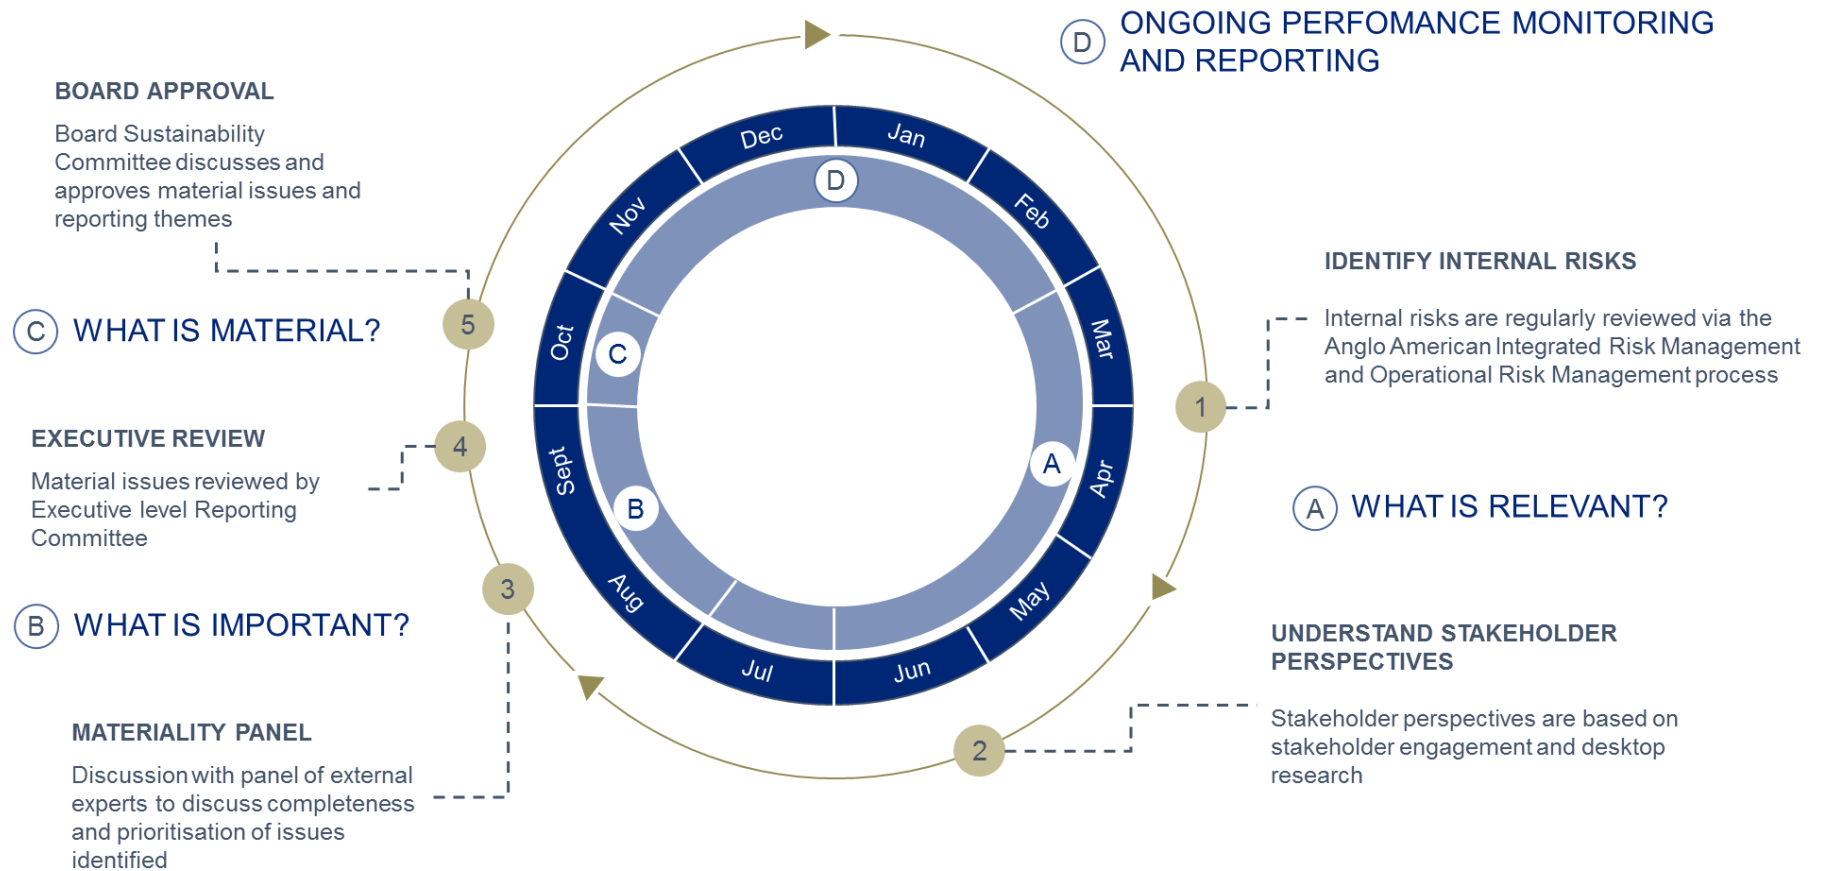 D
ONGOING PERFOMANCE MONITORING
AND REPORTING
BOARD APPROVAL
Board Sustainability
Committee discusses and
approves material issues and
reporting themes
C
WHAT IS MATERIAL?
5
EXECUTIVE REVIEW
4
Material issues reviewed by
Executive level Reporting
Committee
3
B
WHAT IS IMPORTANT?
MATERIALITY PANEL
Discussion with panel of external
experts to discuss completeness
and prioritisation of issues
identified
Jan
Feb
Mar
Apr
May
Jun
Jul
Aug
Sept
Oct
Nov
Dec
D
A
B
C
IDENTIFY INTERNAL RISKS
Internal risks are regularly reviewed via the
Anglo American Integrated Risk Management
and Operational Risk Management process
1
A
WHAT IS RELEVANT?
UNDERSTAND STAKEHOLDER
PERSPECTIVES
2
Stakeholder perspectives are based on
stakeholder engagement and desktop
research